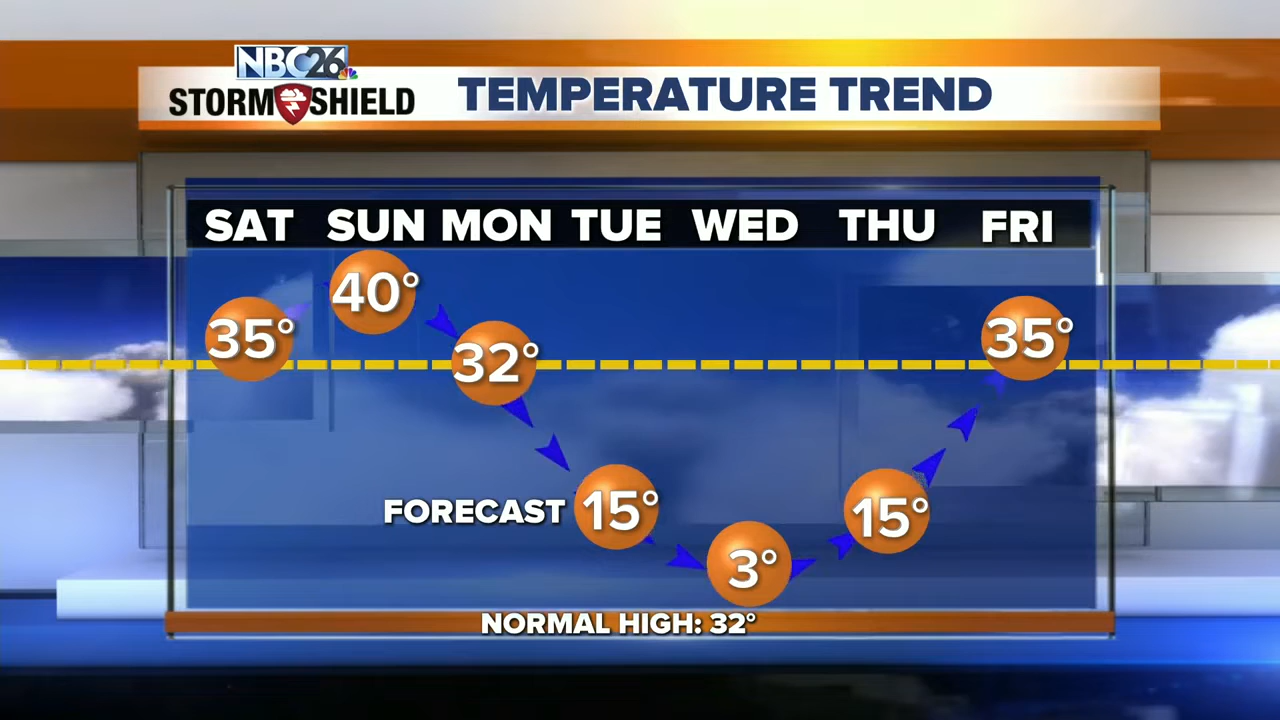 NBC26
STORM SHIELD
TEMPERATURE TREND
SAT SUN MON TUE WED THU FRI
40°
35° 32° 35°
FORECAST 15° 3° 15°
NORMAL HIGH: 32°